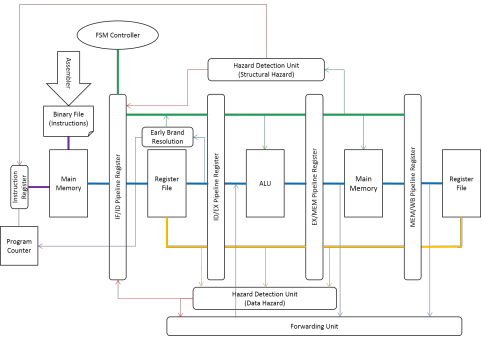 FSM Controller
Hazard Detection Unit
(Structural Hazard)
Assembler
Binary File
(Instructions)
Early Brand
Resolution
Instruction
Register
Main
Memory
IF/ID Pipeline Register
Register
File
ID/EX Pipeline Register
ALU
EX/MEM Pipeline Register
Main
Memory
MEM/WB Pipeline Register
Register
File
Program
Counter
Hazard Detection Unit
(Data Hazard)
Forwarding Unit